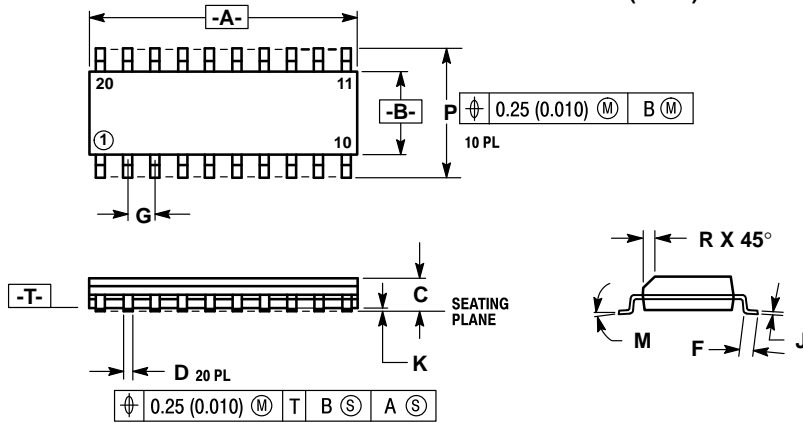 -A-
20 11
-B-
P
⌖ 0.25 (0.010) Ⓜ B Ⓜ
① 10
10 PL
G
R X 45°
-T-
C
SEATING
PLANE
M
F
J
K
D 20 PL
⌖ 0.25 (0.010) Ⓜ T B Ⓢ A Ⓢ